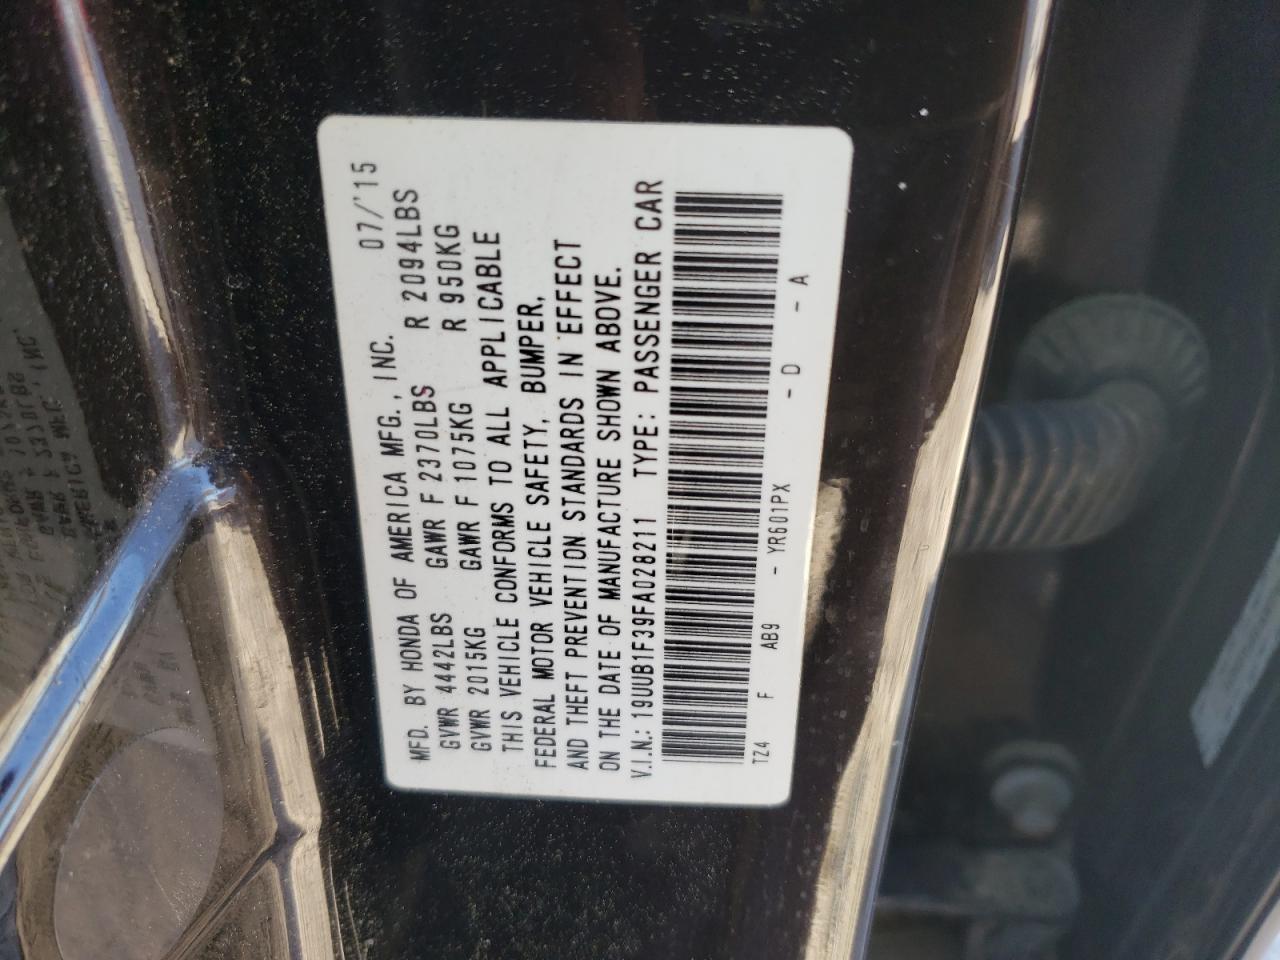 MFD. BY HONDA OF AMERICA MFG., INC. 07/'15
GVWR 4442LBS GAWR F 2370LBS R 2094LBS
GVWR 2015KG GAWR F 1075KG R 950KG
THIS VEHICLE CONFORMS TO ALL APPLICABLE
FEDERAL MOTOR VEHICLE SAFETY, BUMPER,
AND THEFT PREVENTION STANDARDS IN EFFECT
ON THE DATE OF MANUFACTURE SHOWN ABOVE.
V.I.N.: 19UUB1F39FA028211 TYPE: PASSENGER CAR
TZ4 F AB9 - YR601PX - D - A